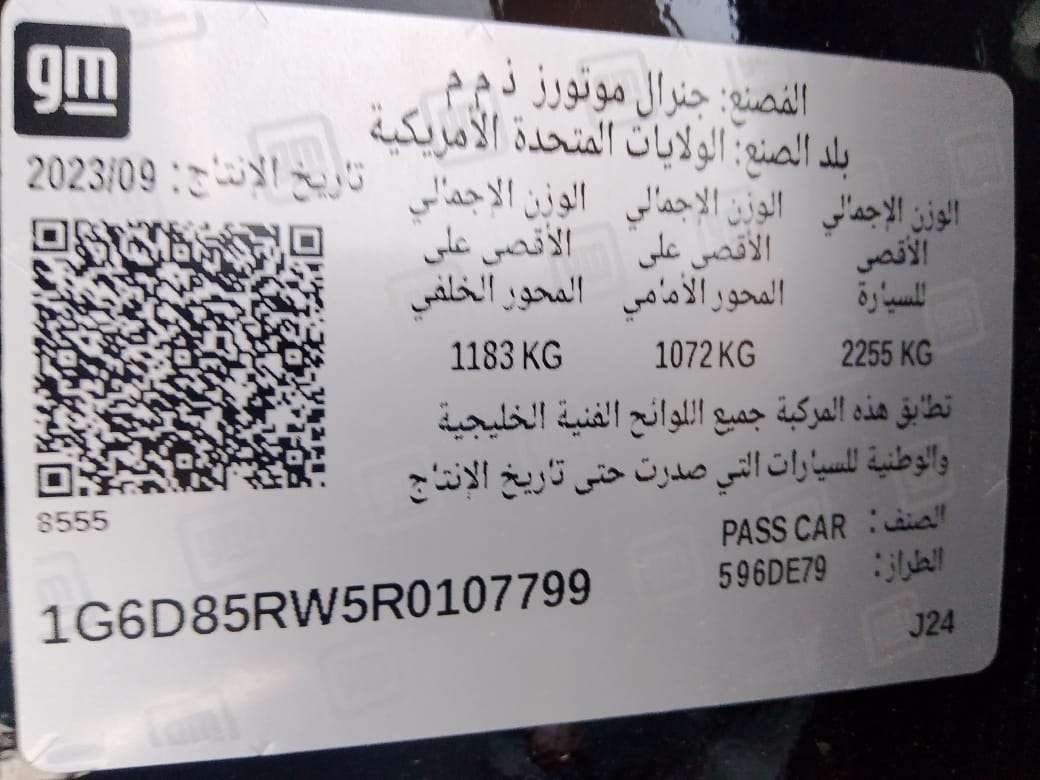 gm
المصنع: جنرال موتورز ذ م م
بلد الصنع: الولايات المتحدة الأمريكية
تاريخ الإنتاج: 2023/09
الوزن الإجمالي الأقصى للسيارة
2255 KG
الوزن الإجمالي الأقصى على المحور الأمامي
1072 KG
الوزن الإجمالي الأقصى على المحور الخلفي
1183 KG
تطابق هذه المركبة جميع اللوائح الفنية الخليجية
والوطنية للسيارات التي صدرت حتى تاريخ الإنتاج
8555
الصنف: PASS CAR
الطراز: 596DE79
1G6D85RW5R0107799
J24